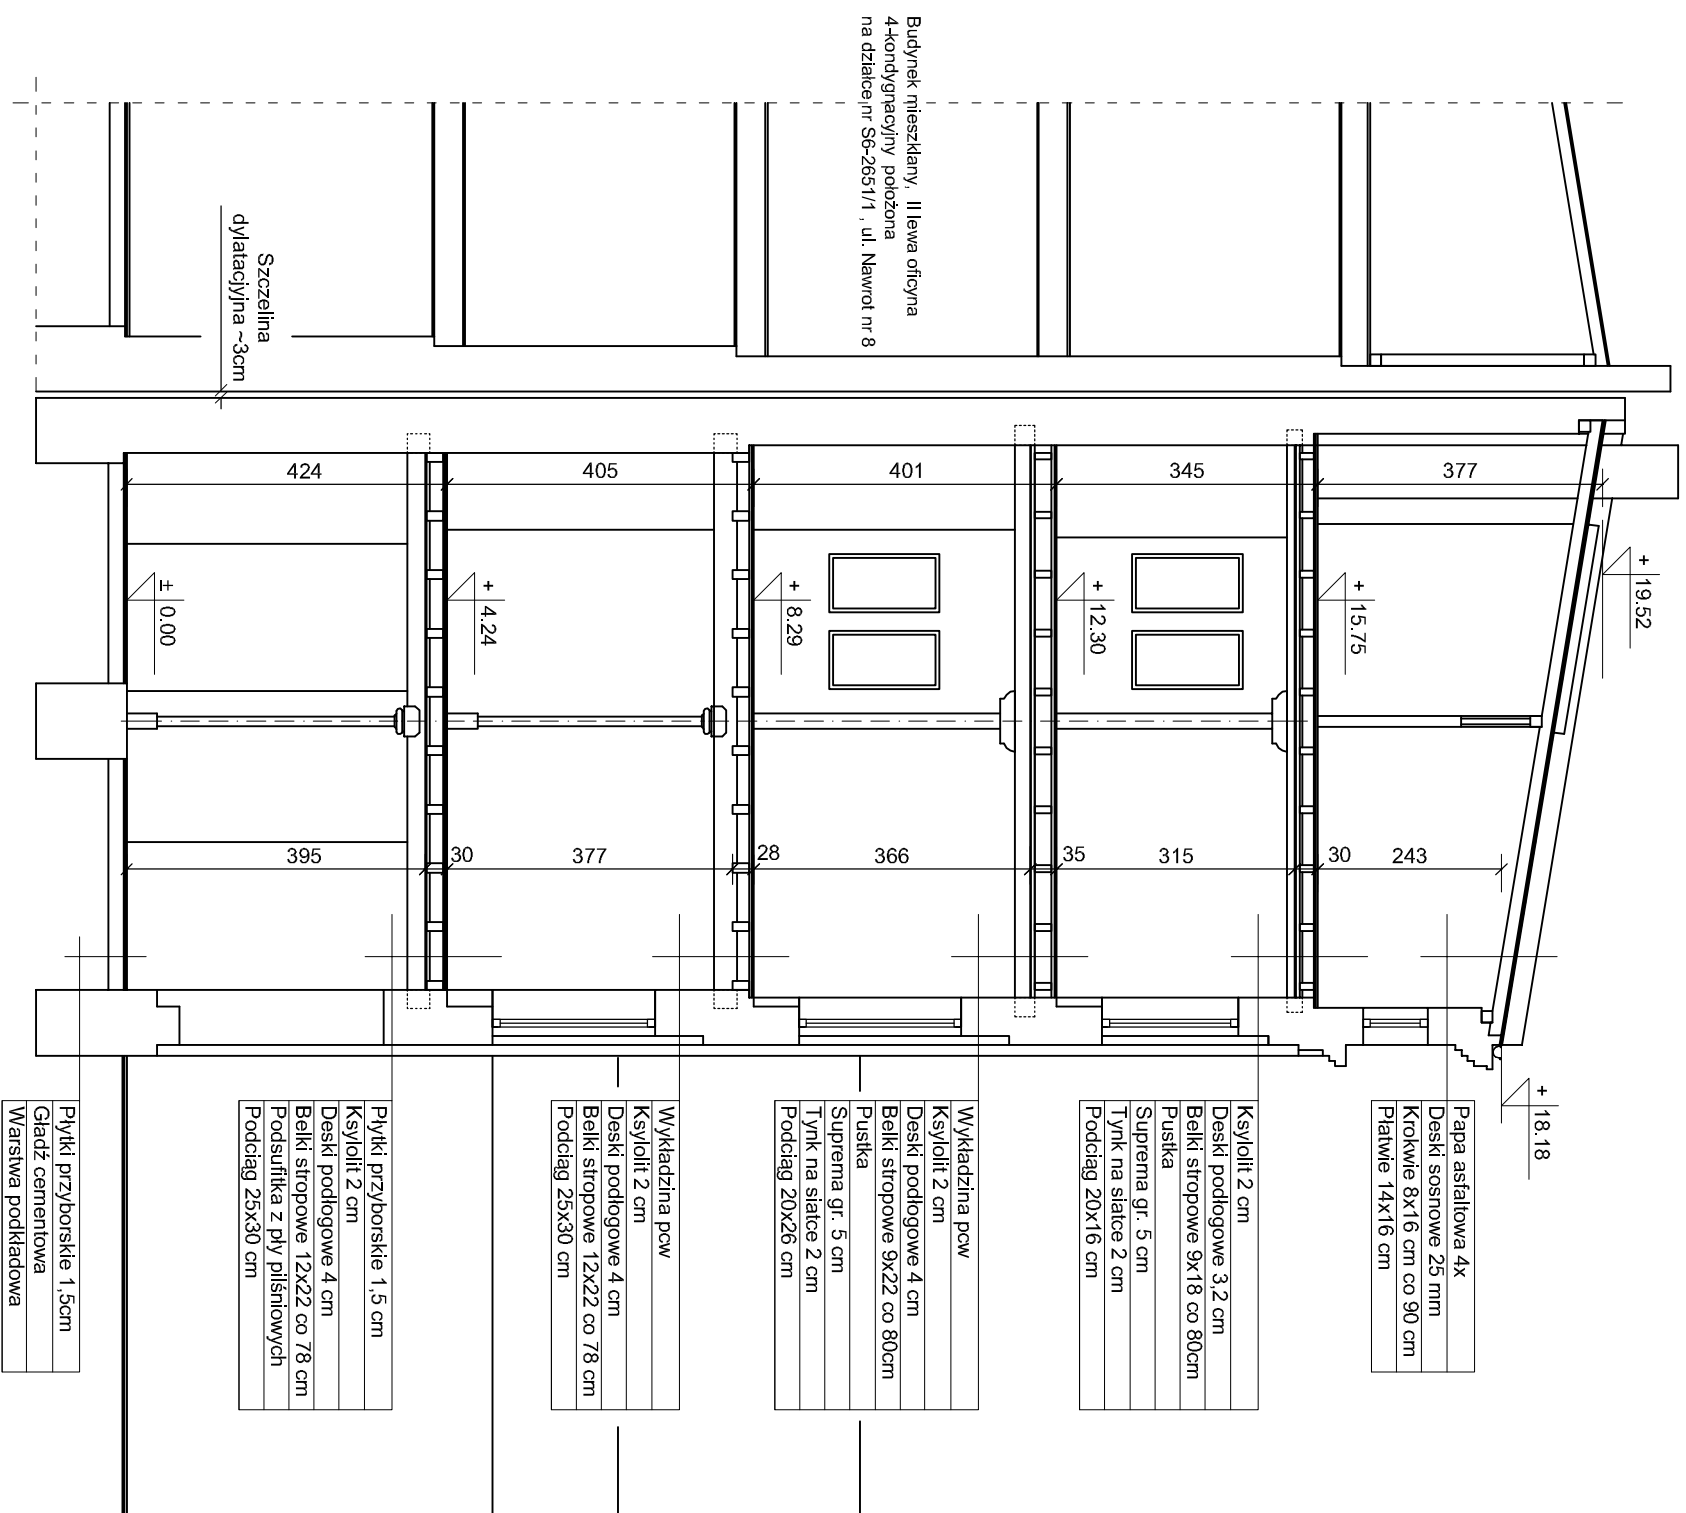 Budynek mieszklany, II lewa oficyna
4-kondygnacyjny położona
na działce nr S6-2651/1 , ul. Nawrot nr 8
Szczelina
dylatacjyjna ~3cm
377
345
401
405
424
+ 19.52
+ 15.75
+ 12.30
+ 8.29
+ 4.24
± 0.00
243
30
315
35
366
28
377
30
395
+ 18.18
Papa asfaltowa 4x
Deski sosnowe 25 mm
Krokwie 8x16 cm co 90 cm
Płatwie 14x16 cm
Ksylolit 2 cm
Deski podłogowe 3,2 cm
Belki stropowe 9x18 co 80cm
Pustka
Suprema gr. 5 cm
Tynk na siatce 2 cm
Podciąg 20x16 cm
Wykładzina pcw
Ksylolit 2 cm
Deski podłogowe 4 cm
Belki stropowe 9x22 co 80cm
Pustka
Suprema gr. 5 cm
Tynk na siatce 2 cm
Podciąg 20x26 cm
Wykładzina pcw
Ksylolit 2 cm
Deski podłogowe 4 cm
Belki stropowe 12x22 co 78 cm
Podciąg 25x30 cm
Płytki przyborskie 1,5 cm
Ksylolit 2 cm
Deski podłogowe 4 cm
Belki stropowe 12x22 co 78 cm
Podsufitka z pły pilśniowych
Podciąg 25x30 cm
Płytki przyborskie 1,5cm
Gładź cementowa
Warstwa podkładowa